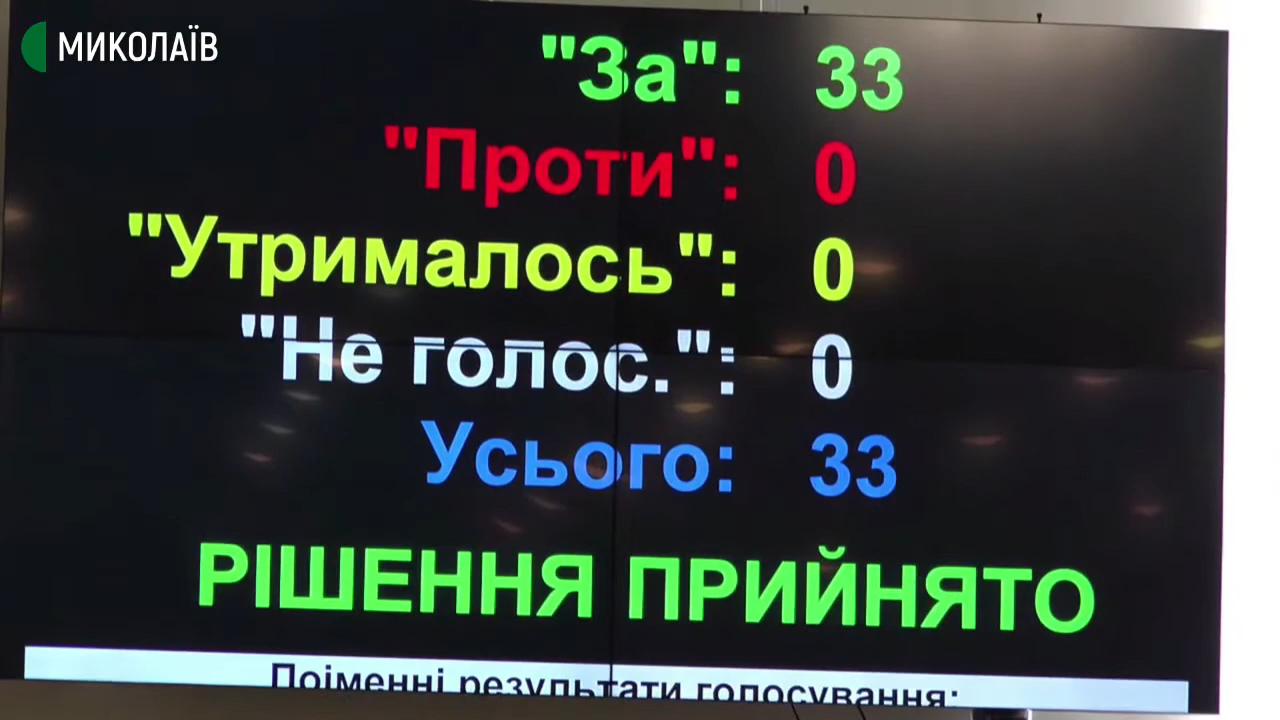 МИКОЛАЇВ
"За": 33
"Проти": 0
"Утрималось": 0
"Не голос.": 0
Усього: 33
РІШЕННЯ ПРИЙНЯТО
Поіменні результати голосування: